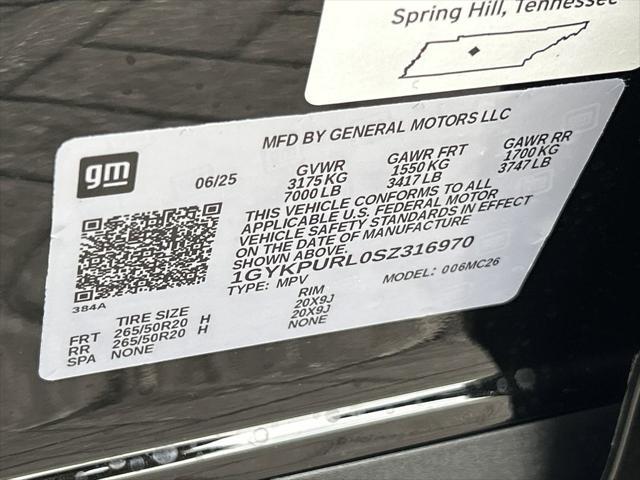 Spring Hill, Tennessee
MFD BY GENERAL MOTORS LLC
gm
06/25
GVWR GAWR FRT GAWR RR
3175 KG 1550 KG 1700 KG
7000 LB 3417 LB 3747 LB
THIS VEHICLE CONFORMS TO ALL
APPLICABLE U.S. FEDERAL MOTOR
VEHICLE SAFETY STANDARDS IN EFFECT
ON THE DATE OF MANUFACTURE
SHOWN ABOVE.
1GYKPURL0SZ316970
TYPE: MPV MODEL: 006MC26
384A
TIRE SIZE RIM
FRT 265/50R20 H 20X9J
RR 265/50R20 H 20X9J
SPA NONE NONE